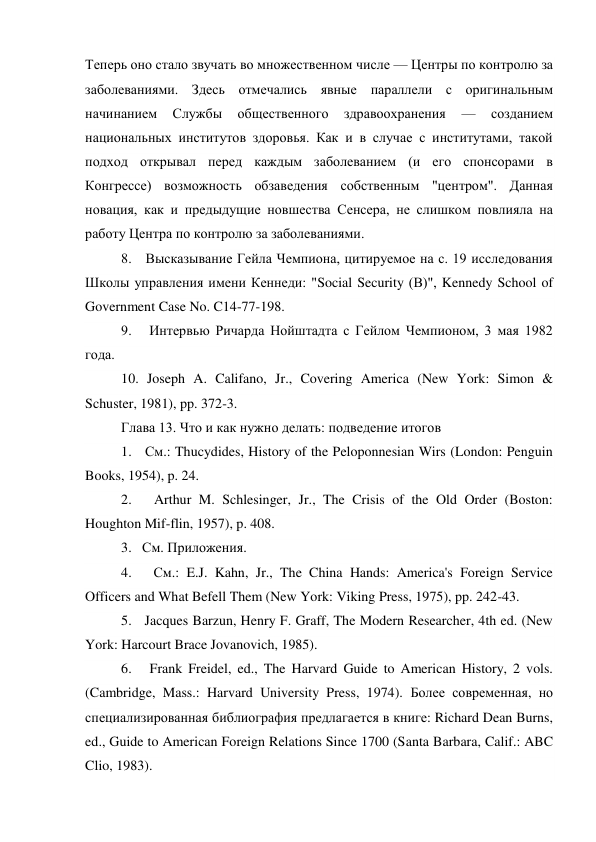 Теперь оно стало звучать во множественном числе — Центры по контролю за
заболеваниями. Здесь отмечались явные параллели с оригинальным
начинанием Службы общественного здравоохранения — созданием
национальных институтов здоровья. Как и в случае с институтами, такой
подход открывал перед каждым заболеванием (и его спонсорами в
Конгрессе) возможность обзаведения собственным "центром". Данная
новация, как и предыдущие новшества Сенсера, не слишком повлияла на
работу Центра по контролю за заболеваниями.
8. Высказывание Гейла Чемпиона, цитируемое на с. 19 исследования
Школы управления имени Кеннеди: "Social Security (B)", Kennedy School of
Government Case No. C14-77-198.
9. Интервью Ричарда Нойштадта с Гейлом Чемпионом, 3 мая 1982
года.
10. Joseph A. Califano, Jr., Covering America (New York: Simon &
Schuster, 1981), pp. 372-3.
Глава 13. Что и как нужно делать: подведение итогов
1. См.: Thucydides, History of the Peloponnesian Wirs (London: Penguin
Books, 1954), p. 24.
2. Arthur M. Schlesinger, Jr., The Crisis of the Old Order (Boston:
Houghton Mif-flin, 1957), p. 408.
3. См. Приложения.
4. См.: E.J. Kahn, Jr., The China Hands: America's Foreign Service
Officers and What Befell Them (New York: Viking Press, 1975), pp. 242-43.
5. Jacques Barzun, Henry F. Graff, The Modern Researcher, 4th ed. (New
York: Harcourt Brace Jovanovich, 1985).
6. Frank Freidel, ed., The Harvard Guide to American History, 2 vols.
(Cambridge, Mass.: Harvard University Press, 1974). Более современная, но
специализированная библиография предлагается в книге: Richard Dean Burns,
ed., Guide to American Foreign Relations Since 1700 (Santa Barbara, Calif.: ABC
Clio, 1983).